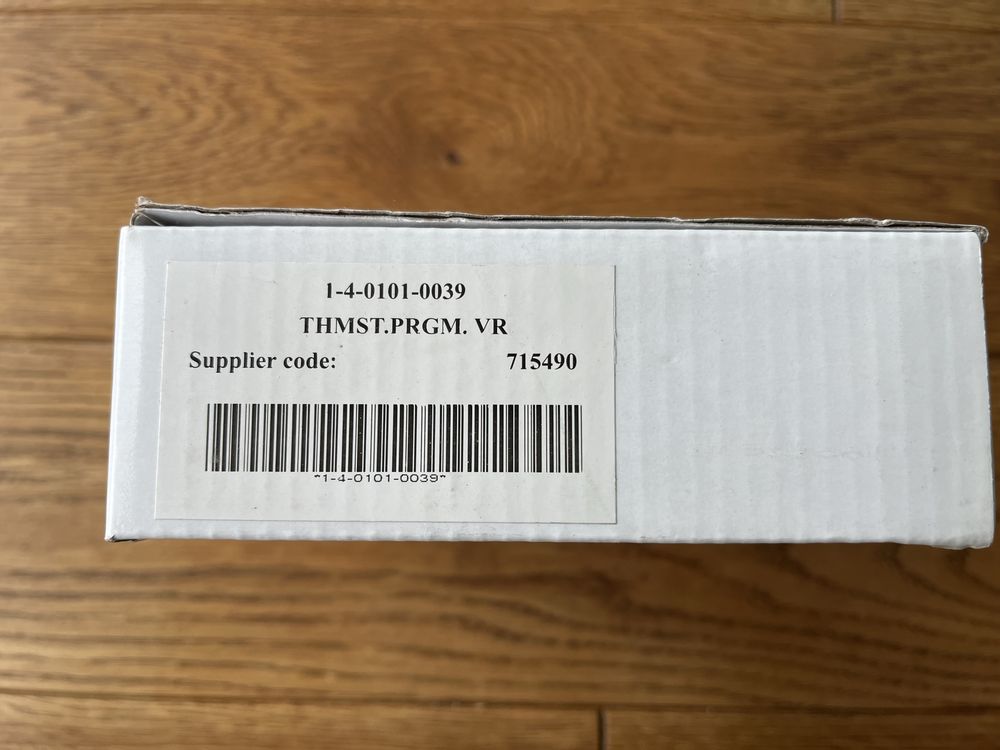 1-4-0101-0039
THMST.PRGM. VR
Supplier code: 715490
*1-4-0101-0039*